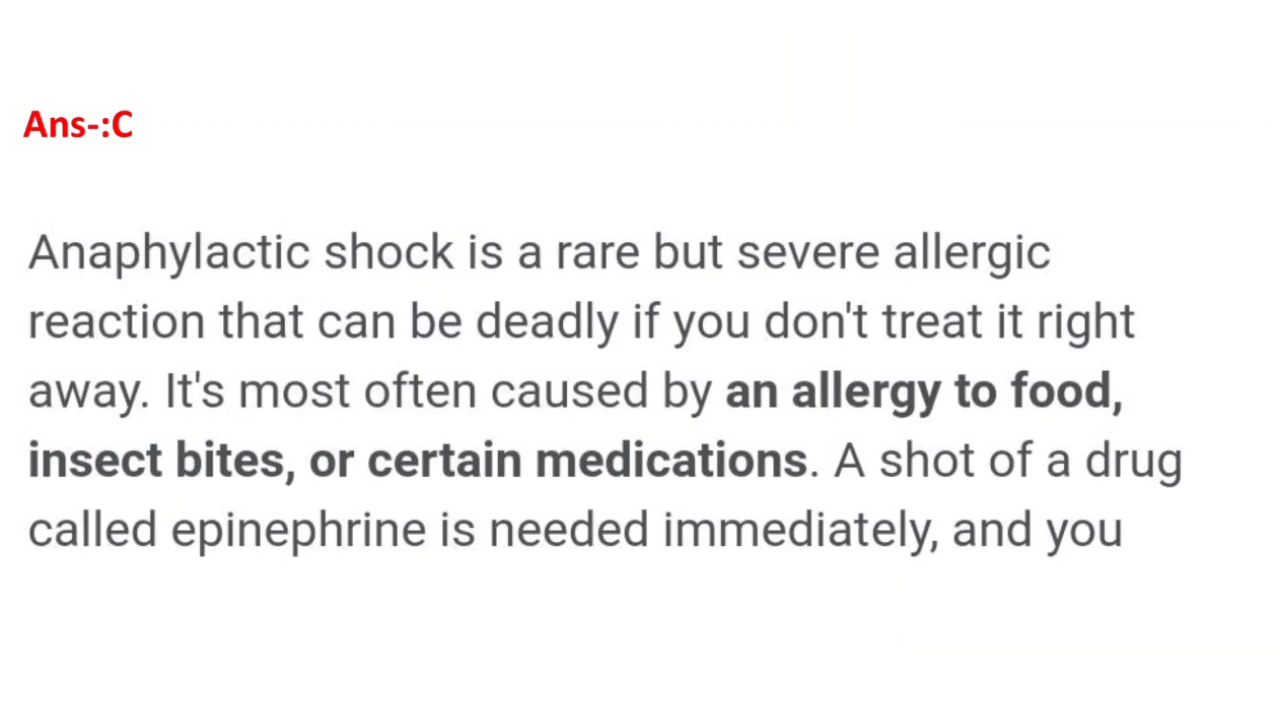 Ans-:C
Anaphylactic shock is a rare but severe allergic
reaction that can be deadly if you don't treat it right
away. It's most often caused by an allergy to food,
insect bites, or certain medications. A shot of a drug
called epinephrine is needed immediately, and you